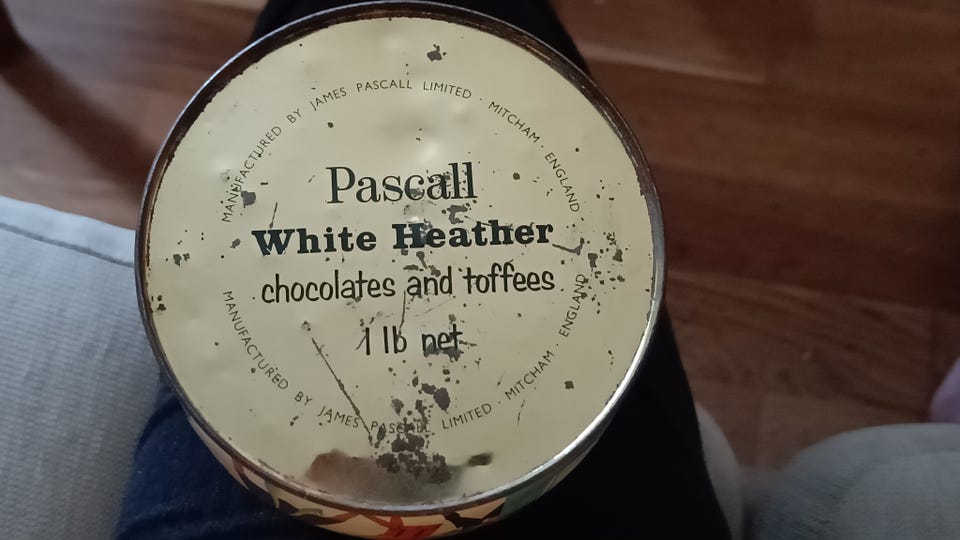 MANUFACTURED BY JAMES PASCALL LIMITED · MITCHAM · ENGLAND ·
Pascall
White Heather
chocolates and toffees
1 lb net
MANUFACTURED BY JAMES PASCALL LIMITED · MITCHAM · ENGLAND